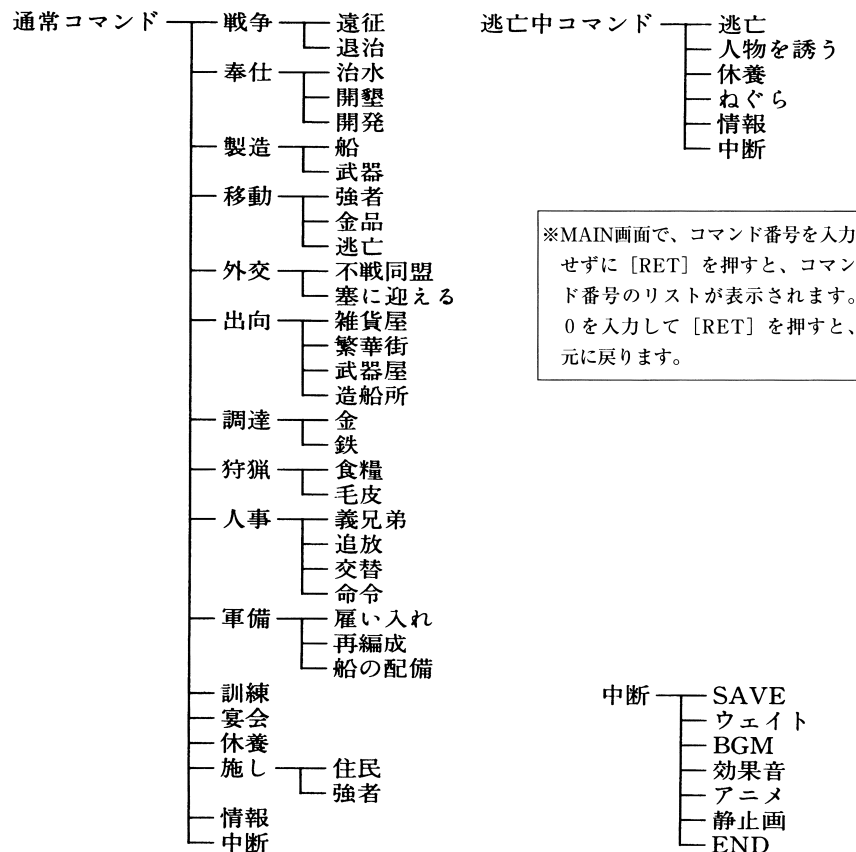 通常コマンド
戦争
遠征
退治
奉仕
治水
開墾
開発
製造
船
武器
移動
強者
金品
逃亡
外交
不戦同盟
塞に迎える
出向
雑貨屋
繁華街
武器屋
造船所
調達
金
鉄
狩猟
食糧
毛皮
人事
義兄弟
追放
交替
命令
軍備
雇い入れ
再編成
船の配備
訓練
宴会
休養
施し
住民
強者
情報
中断
逃亡中コマンド
逃亡
人物を誘う
休養
ねぐら
情報
中断
※MAIN画面で、コマンド番号を入力
せずに［RET］を押すと、コマン
ド番号のリストが表示されます。
0を入力して［RET］を押すと、
元に戻ります。
中断
SAVE
ウェイト
BGM
効果音
アニメ
静止画
END